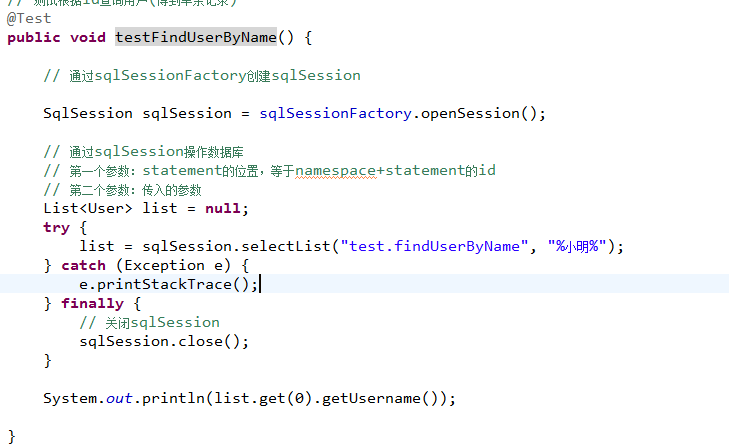 // 测试根据id查询用户(得到单条记录)
@Test
public void testFindUserByName() {
// 通过sqlSessionFactory创建sqlSession
SqlSession sqlSession = sqlSessionFactory.openSession();
// 通过sqlSession操作数据库
// 第一个参数：statement的位置，等于namespace+statement的id
// 第二个参数：传入的参数
List<User> list = null;
try {
list = sqlSession.selectList("test.findUserByName", "%小明%");
} catch (Exception e) {
e.printStackTrace();
} finally {
// 关闭sqlSession
sqlSession.close();
}
System.out.println(list.get(0).getUsername());
}